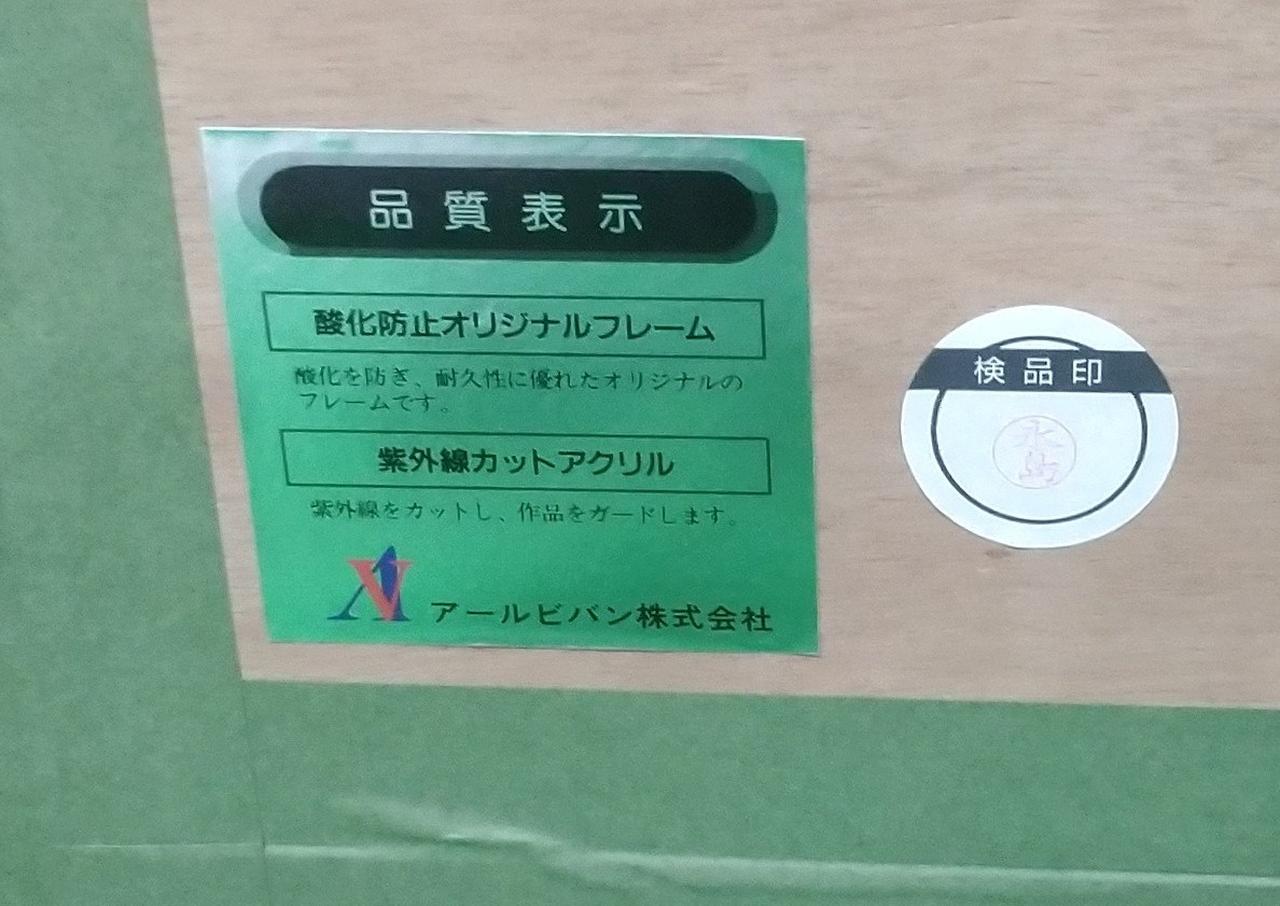 品質表示
酸化防止オリジナルフレーム
酸化を防ぎ、耐久性に優れたオリジナルの
フレームです。
紫外線カットアクリル
紫外線をカットし、作品をガードします。
アールビバン株式会社
検品印